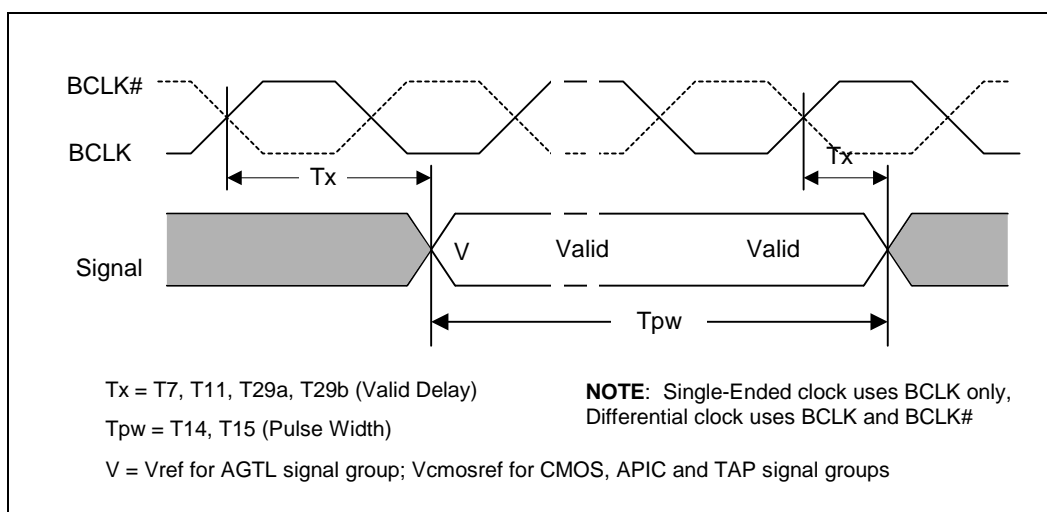 BCLK#
BCLK
Tx
Tx
Signal
V
Valid
Valid
Tpw
Tx = T7, T11, T29a, T29b (Valid Delay)
Tpw = T14, T15 (Pulse Width)
V = Vref for AGTL signal group; Vcmosref for CMOS, APIC and TAP signal groups
NOTE: Single-Ended clock uses BCLK only,
Differential clock uses BCLK and BCLK#